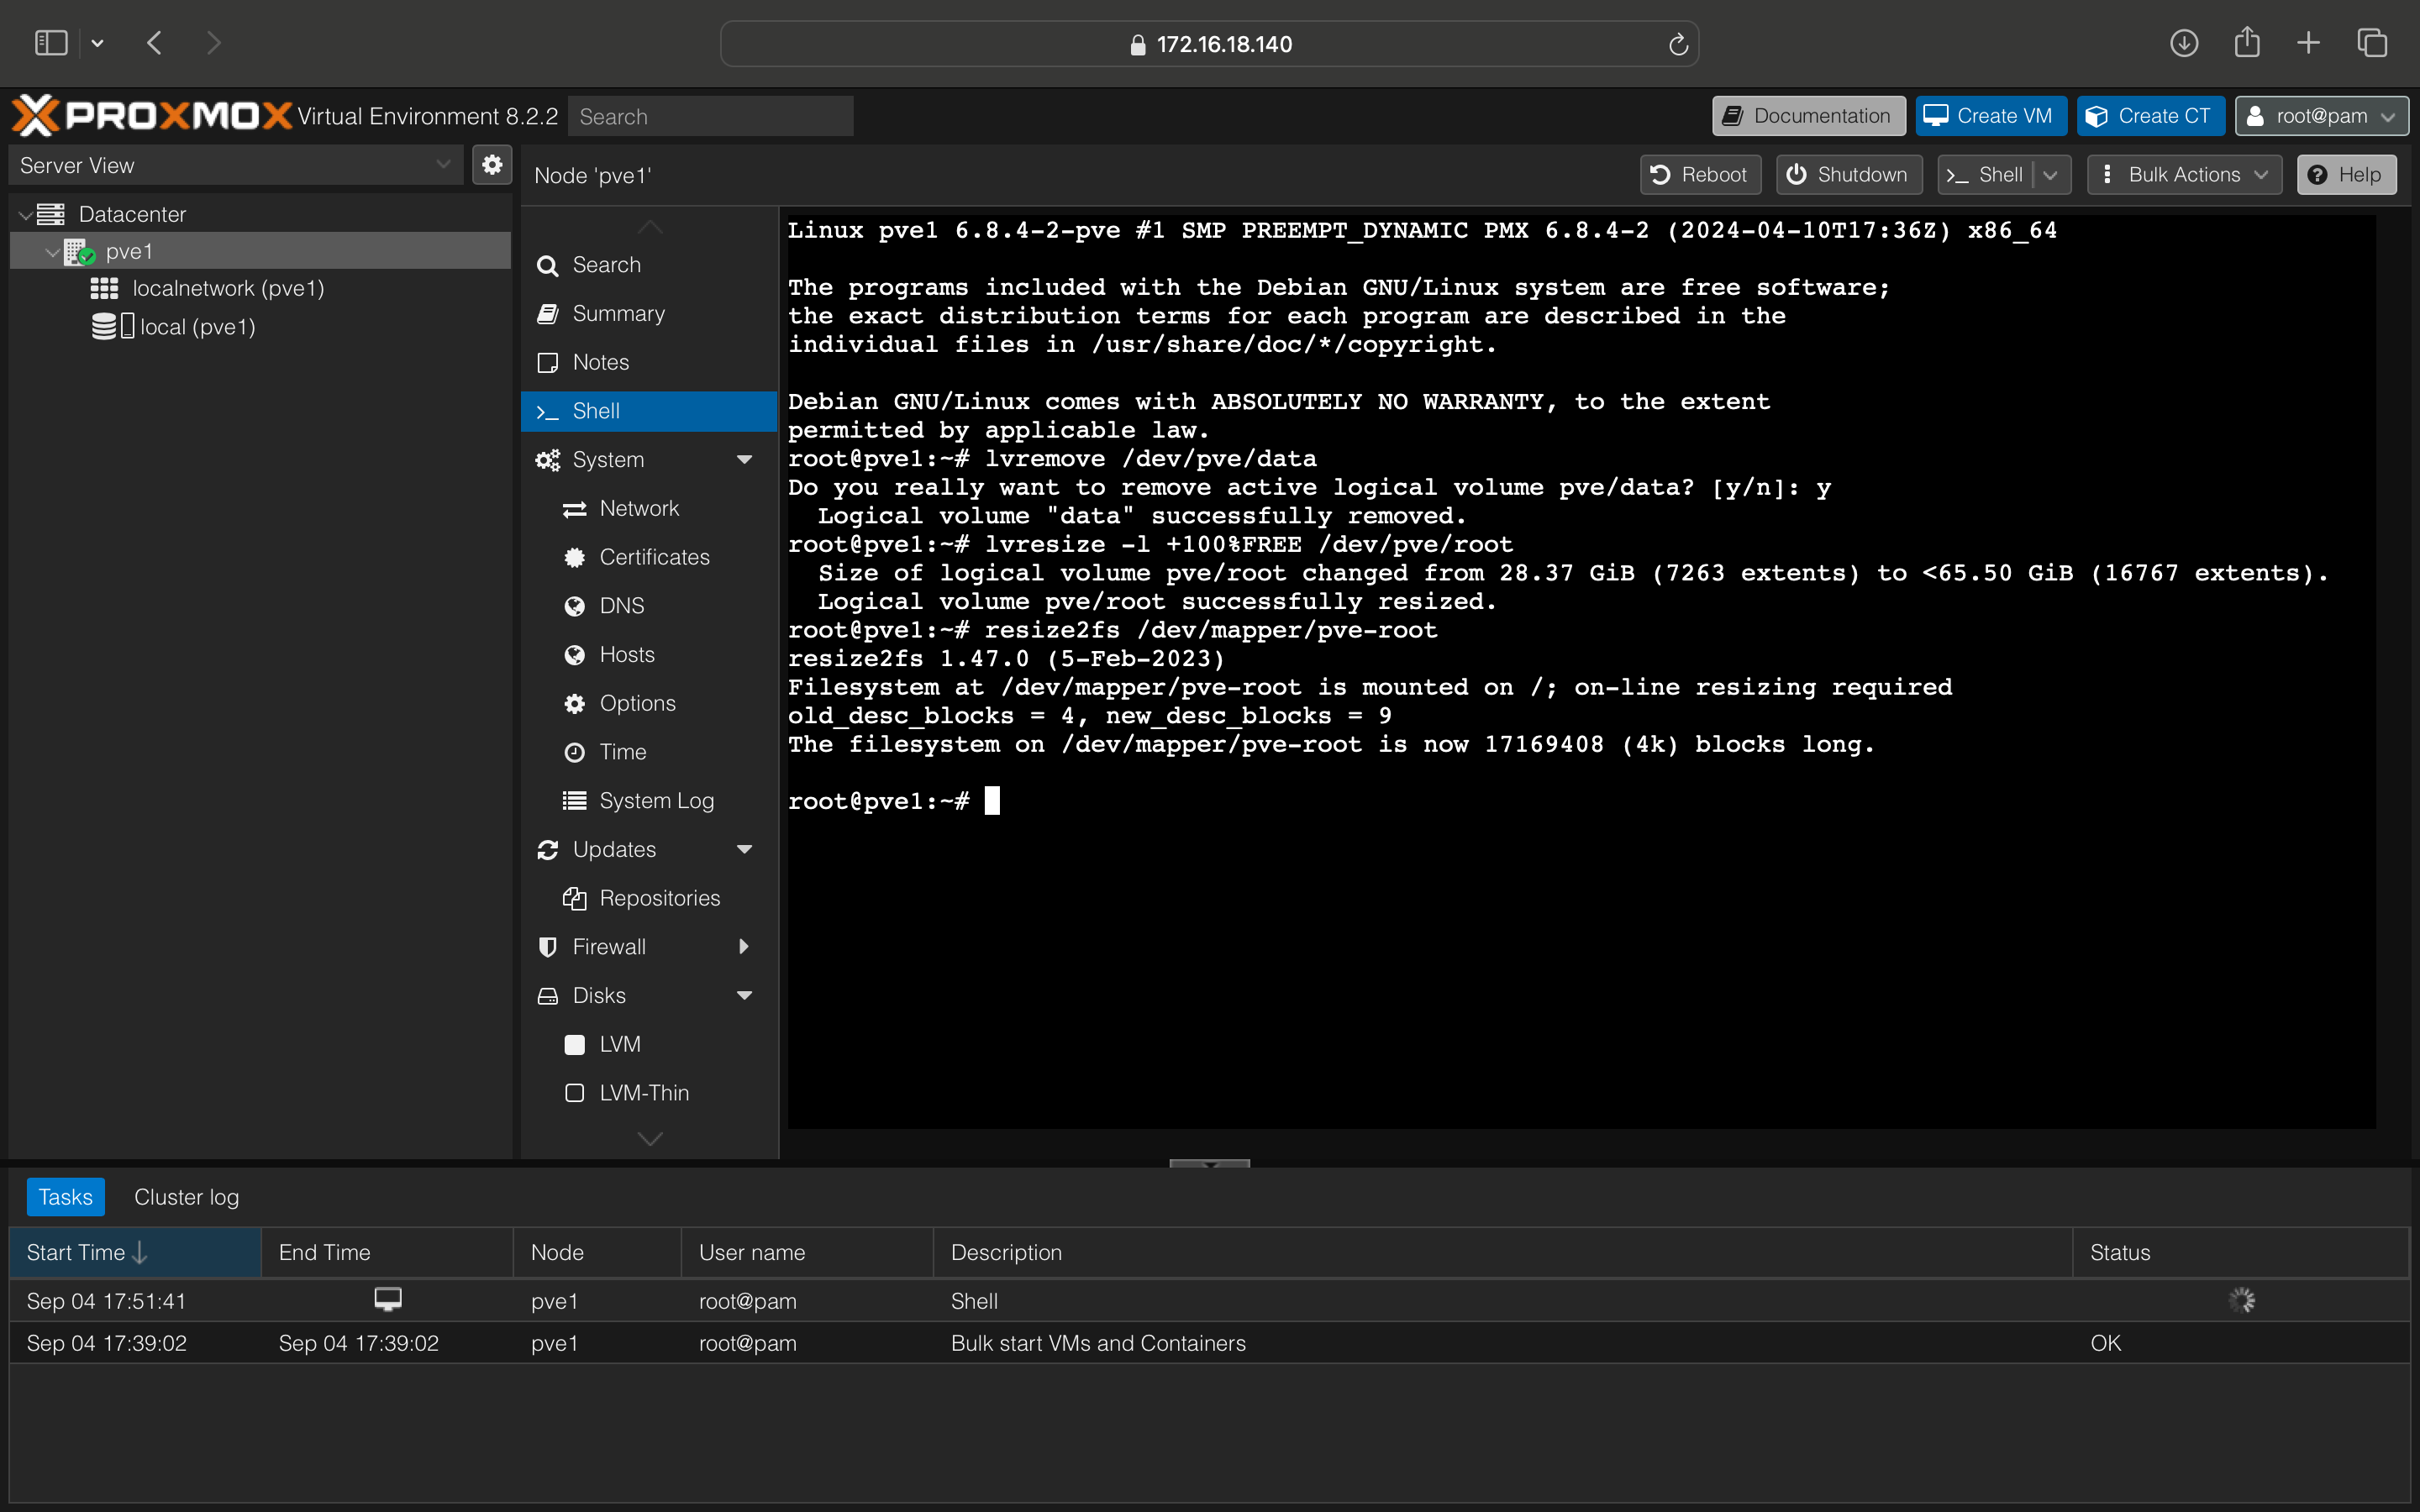 172.16.18.140
PROXMOX Virtual Environment 8.2.2 Search Documentation Create VM Create CT root@pam
Server View
Node 'pve1' Reboot Shutdown >_ Shell Bulk Actions Help
Datacenter
pve1
localnetwork (pve1)
local (pve1)
Search
Summary
Notes
>_ Shell
System
Network
Certificates
DNS
Hosts
Options
Time
System Log
Updates
Repositories
Firewall
Disks
LVM
LVM-Thin
Linux pve1 6.8.4-2-pve #1 SMP PREEMPT_DYNAMIC PMX 6.8.4-2 (2024-04-10T17:36Z) x86_64
The programs included with the Debian GNU/Linux system are free software;
the exact distribution terms for each program are described in the
individual files in /usr/share/doc/*/copyright.
Debian GNU/Linux comes with ABSOLUTELY NO WARRANTY, to the extent
permitted by applicable law.
root@pve1:~# lvremove /dev/pve/data
Do you really want to remove active logical volume pve/data? [y/n]: y
Logical volume "data" successfully removed.
root@pve1:~# lvresize -l +100%FREE /dev/pve/root
Size of logical volume pve/root changed from 28.37 GiB (7263 extents) to <65.50 GiB (16767 extents).
Logical volume pve/root successfully resized.
root@pve1:~# resize2fs /dev/mapper/pve-root
resize2fs 1.47.0 (5-Feb-2023)
Filesystem at /dev/mapper/pve-root is mounted on /; on-line resizing required
old_desc_blocks = 4, new_desc_blocks = 9
The filesystem on /dev/mapper/pve-root is now 17169408 (4k) blocks long.
root@pve1:~#
Tasks Cluster log
Start Time End Time Node User name Description Status
Sep 04 17:51:41 pve1 root@pam Shell
Sep 04 17:39:02 Sep 04 17:39:02 pve1 root@pam Bulk start VMs and Containers OK